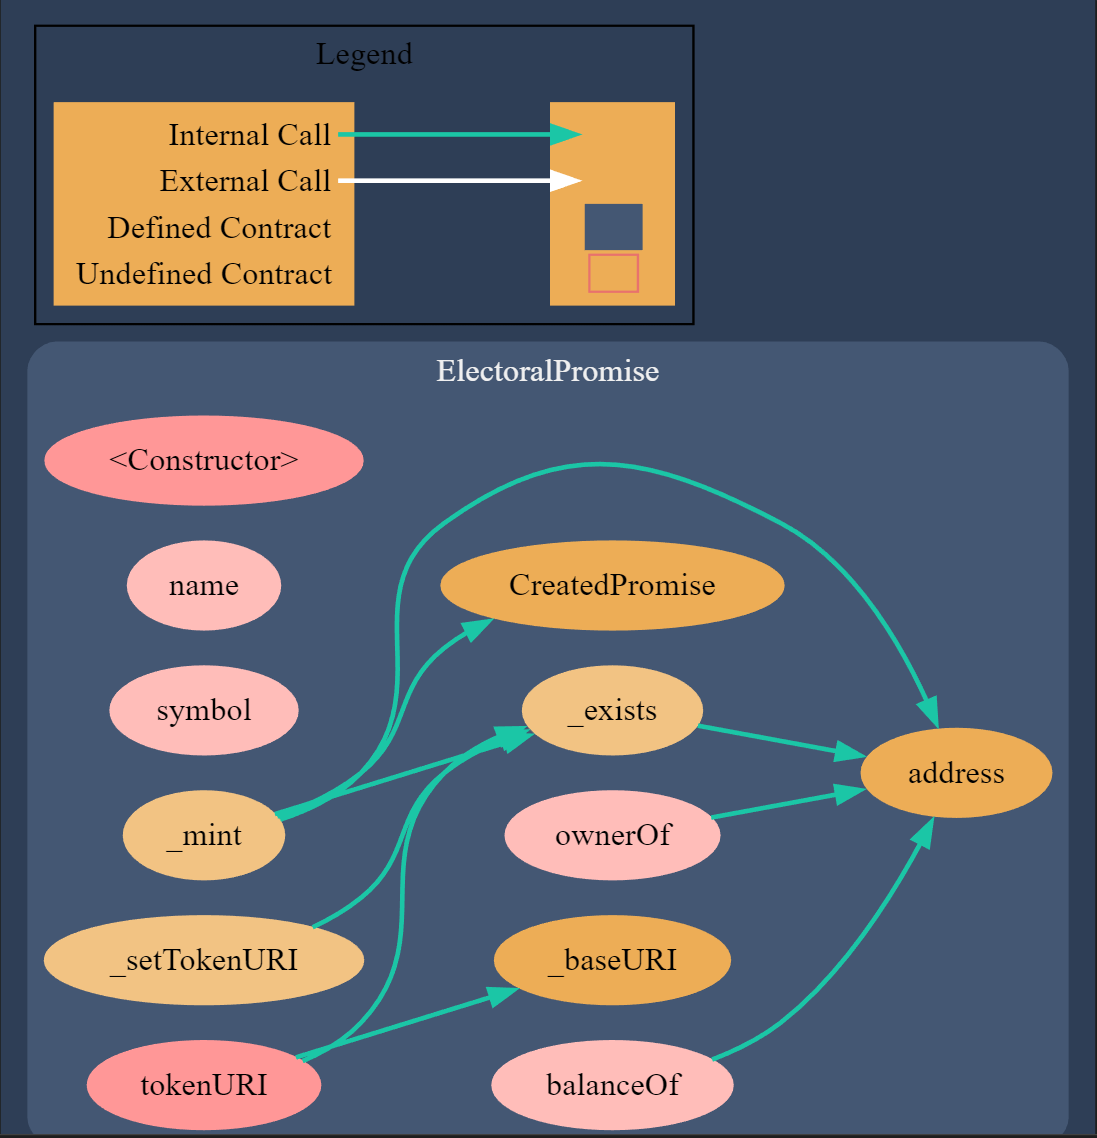 Legend
Internal Call
External Call
Defined Contract
Undefined Contract
ElectoralPromise
<Constructor>
name
CreatedPromise
symbol
_exists
address
_mint
ownerOf
_setTokenURI
_baseURI
tokenURI
balanceOf